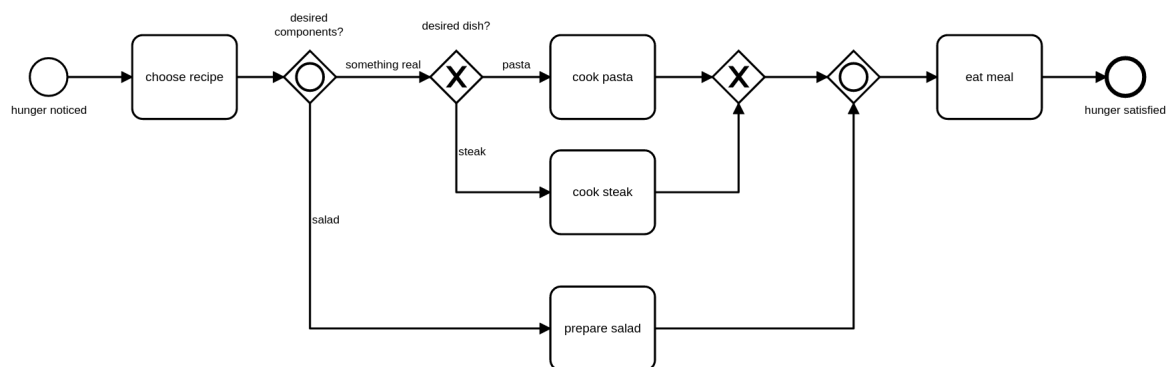 desired
components?
desired dish?
something real
pasta
choose recipe
cook pasta
eat meal
hunger noticed
hunger satisfied
steak
cook steak
salad
prepare salad